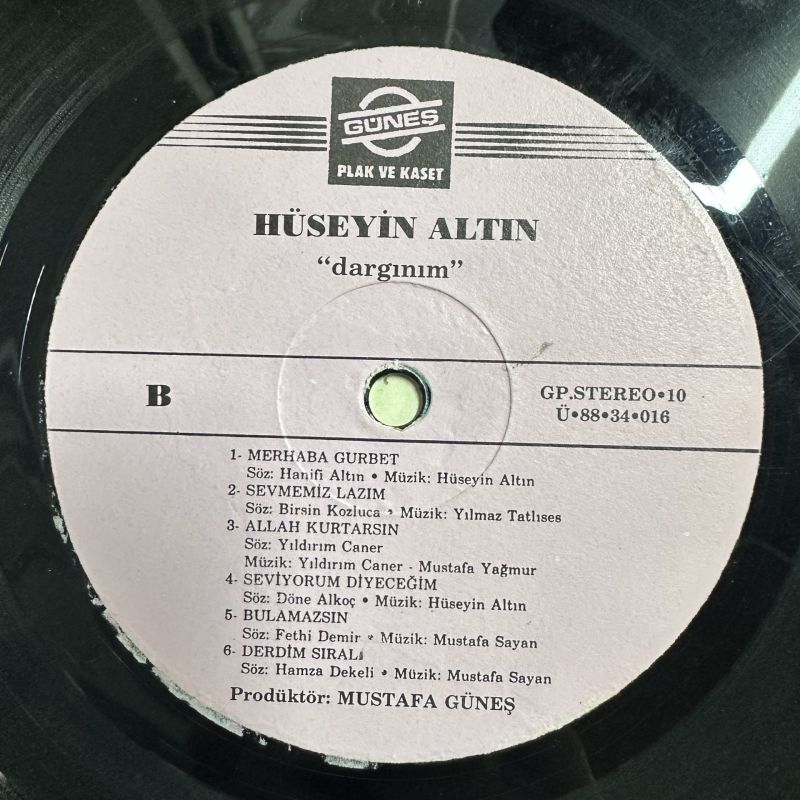 GÜNEŞ
PLAK VE KASET
HÜSEYİN ALTIN
“dargınım”
B
GP.STEREO•10
Ü•88•34•016
1- MERHABA GURBET
Söz: Hanifi Altın • Müzik: Hüseyin Altın
2- SEVMEMİZ LAZIM
Söz: Birsin Kozluca • Müzik: Yılmaz Tatlıses
3- ALLAH KURTARSIN
Söz: Yıldırım Caner
Müzik: Yıldırım Caner - Mustafa Yağmur
4- SEVİYORUM DİYECEĞİM
Söz: Döne Alkoç • Müzik: Hüseyin Altın
5- BULAMAZSIN
Söz: Fethi Demir • Müzik: Mustafa Sayan
6- DERDİM SIRALI
Söz: Hamza Dekeli • Müzik: Mustafa Sayan
Prodüktör: MUSTAFA GÜNEŞ